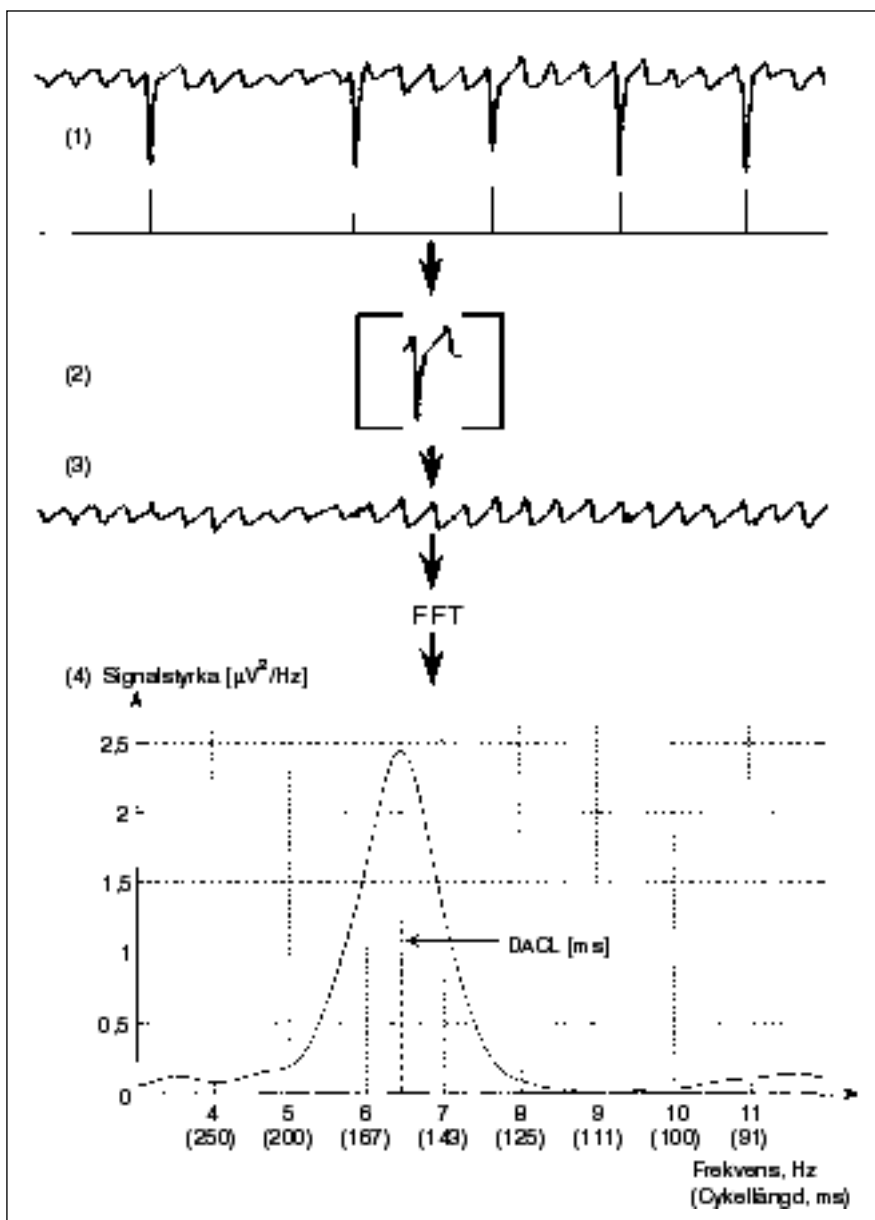 (1)
(2)
(3)
FFT
(4) Signalstyrka [µV²/Hz]
2,5
2
1,5
DACL [ms]
1
0,5
0
4 5 6 7 8 9 10 11
(250) (200) (167) (143) (125) (111) (100) (91)
Frekvens, Hz
(Cykellängd, ms)